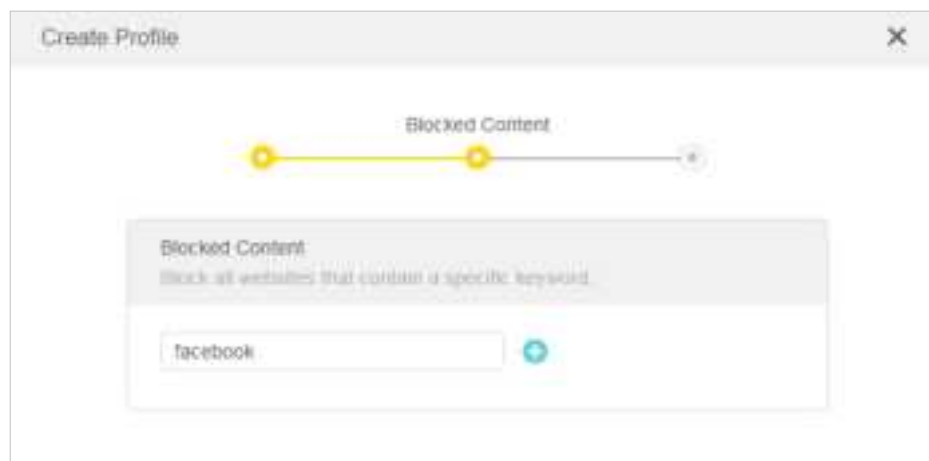 Create Profile
Blocked Content
Blocked Content
Block all websites that contain a specific keyword.
facebook